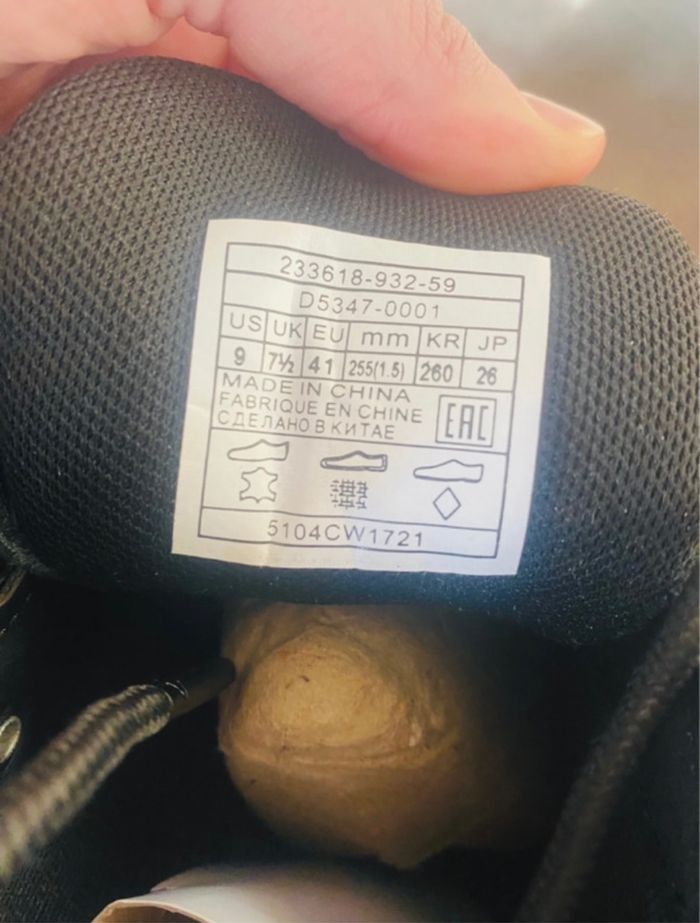 233618-932-59
D5347-0001
US UK EU mm KR JP
9 7½ 41 255(1.5) 260 26
MADE IN CHINA
FABRIQUE EN CHINE
СДЕЛАНО В КИТАЕ
EAC
5104CW1721